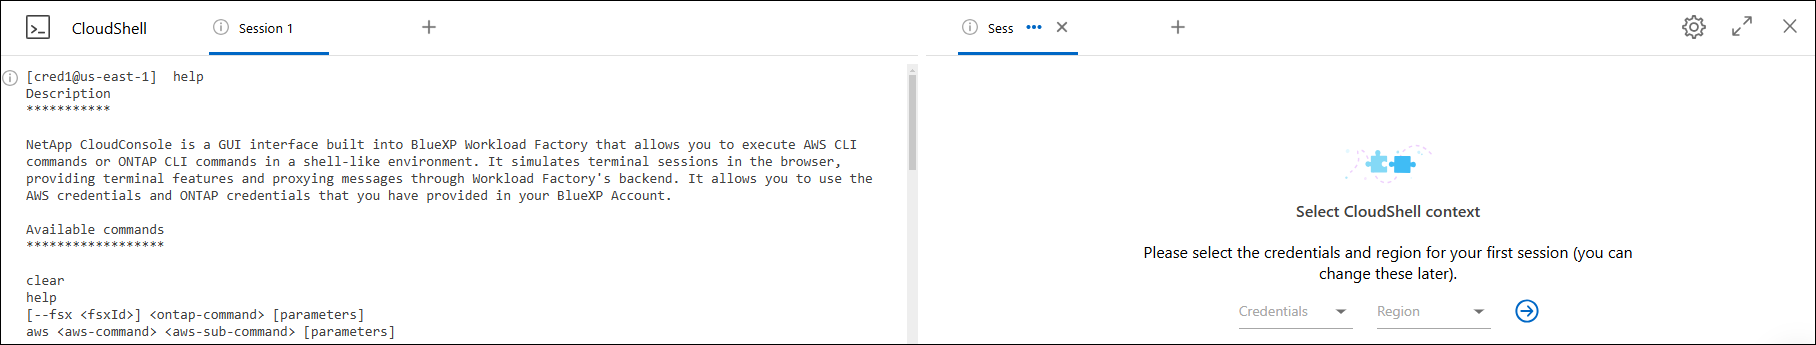 CloudShell
Session 1
Sess
[cred1@us-east-1]  help
Description
***********
NetApp CloudConsole is a GUI interface built into BlueXP Workload Factory that allows you to execute AWS CLI
commands or ONTAP CLI commands in a shell-like environment. It simulates terminal sessions in the browser,
providing terminal features and proxying messages through Workload Factory's backend. It allows you to use the
AWS credentials and ONTAP credentials that you have provided in your BlueXP Account.
Available commands
******************
clear
help
[--fsx <fsxId>] <ontap-command> [parameters]
aws <aws-command> <aws-sub-command> [parameters]
Select CloudShell context
Please select the credentials and region for your first session (you can
change these later).
Credentials
Region